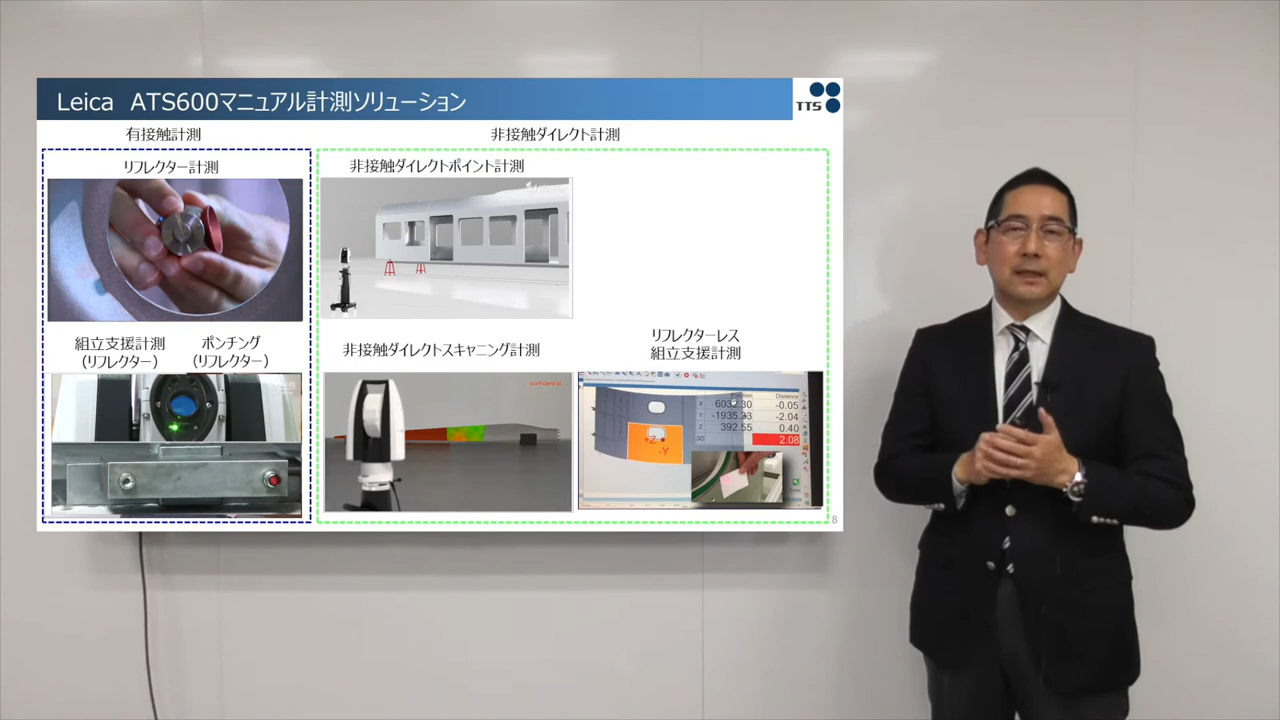 Leica ATS600マニュアル計測ソリューション
TTS
有接触計測
非接触ダイレクト計測
リフレクター計測
非接触ダイレクトポイント計測
組立支援計測
(リフレクター)
ポンチング
(リフレクター)
非接触ダイレクトスキャニング計測
リフレクターレス
組立支援計測
confidential
Position Distance
X 6032.30 -0.05
Y -1935.33 -2.04
Z 392.55 0.40
3D 2.08
+Z
-Y
8